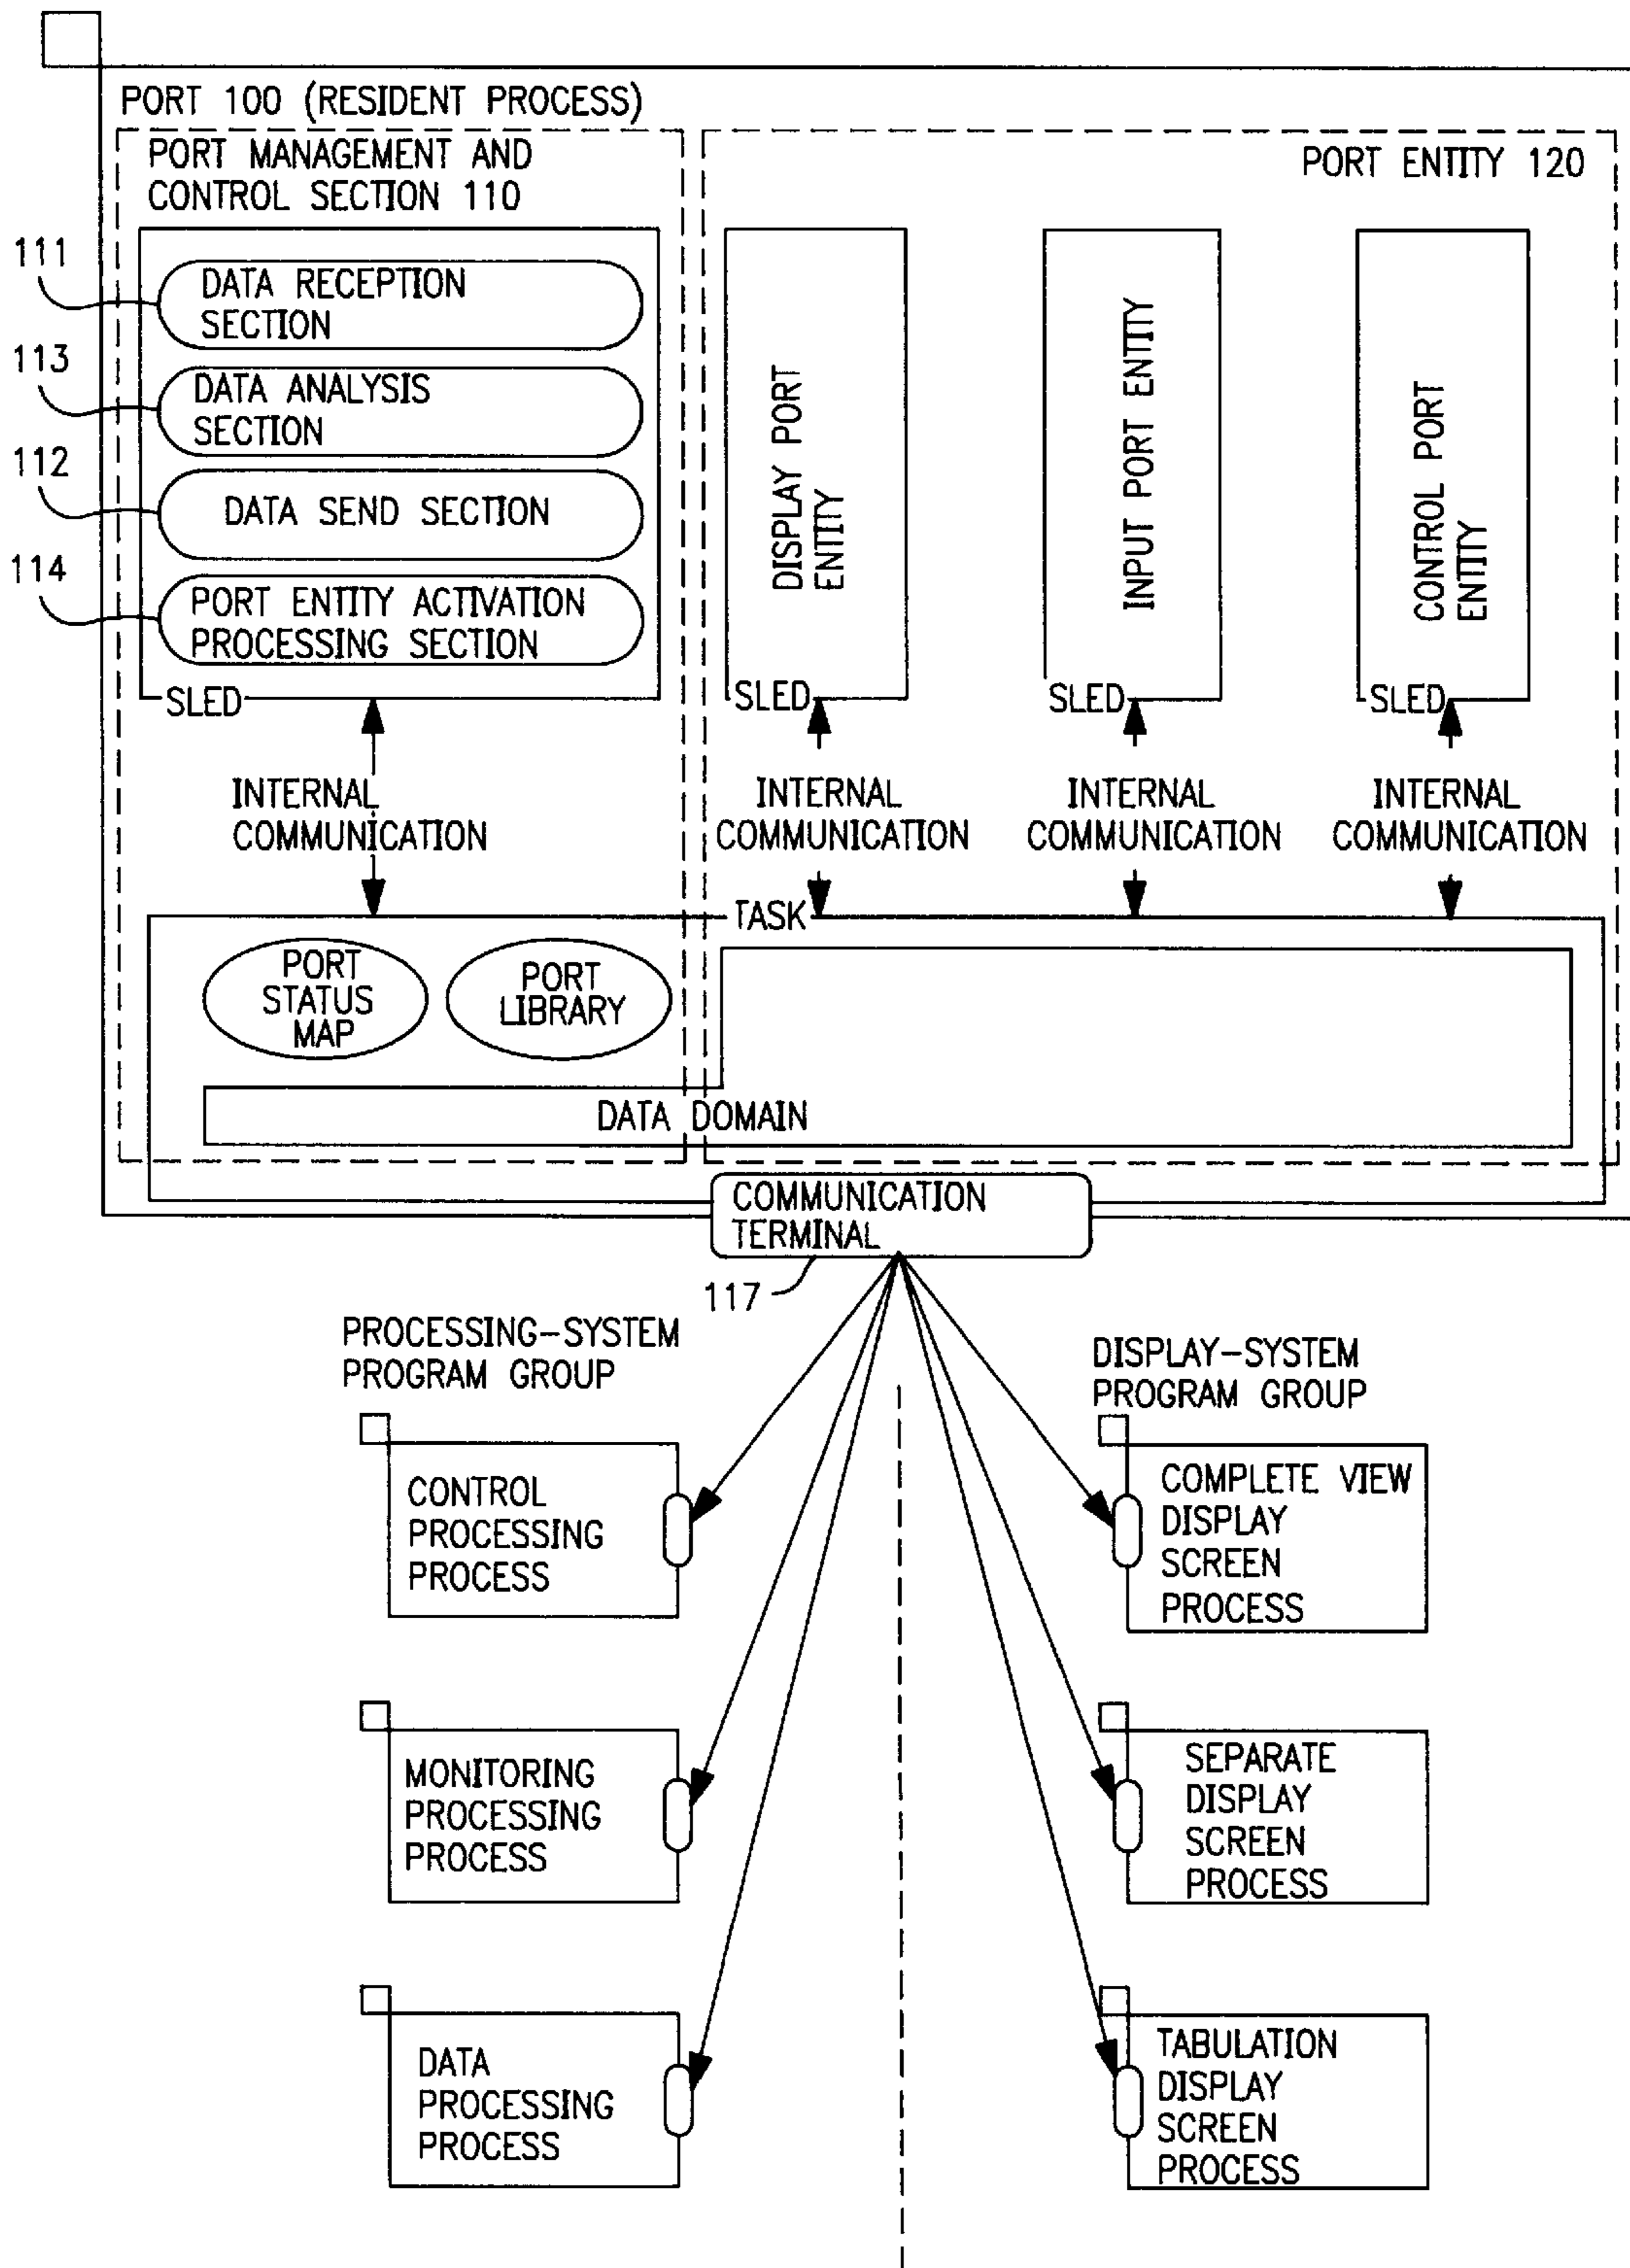 PORT 100 (RESIDENT PROCESS)
PORT MANAGEMENT AND
CONTROL SECTION 110
PORT ENTITY 120
111
DATA RECEPTION
SECTION
113
DATA ANALYSIS
SECTION
112
DATA SEND SECTION
114
PORT ENTITY ACTIVATION
PROCESSING SECTION
SLED
DISPLAY PORT
ENTITY
SLED
INPUT PORT ENTITY
SLED
CONTROL PORT
ENTITY
SLED
INTERNAL
COMMUNICATION
INTERNAL
COMMUNICATION
INTERNAL
COMMUNICATION
INTERNAL
COMMUNICATION
TASK
PORT
STATUS
MAP
PORT
LIBRARY
DATA DOMAIN
COMMUNICATION
TERMINAL
117
PROCESSING-SYSTEM
PROGRAM GROUP
DISPLAY-SYSTEM
PROGRAM GROUP
CONTROL
PROCESSING
PROCESS
COMPLETE VIEW
DISPLAY
SCREEN
PROCESS
MONITORING
PROCESSING
PROCESS
SEPARATE
DISPLAY
SCREEN
PROCESS
DATA
PROCESSING
PROCESS
TABULATION
DISPLAY
SCREEN
PROCESS